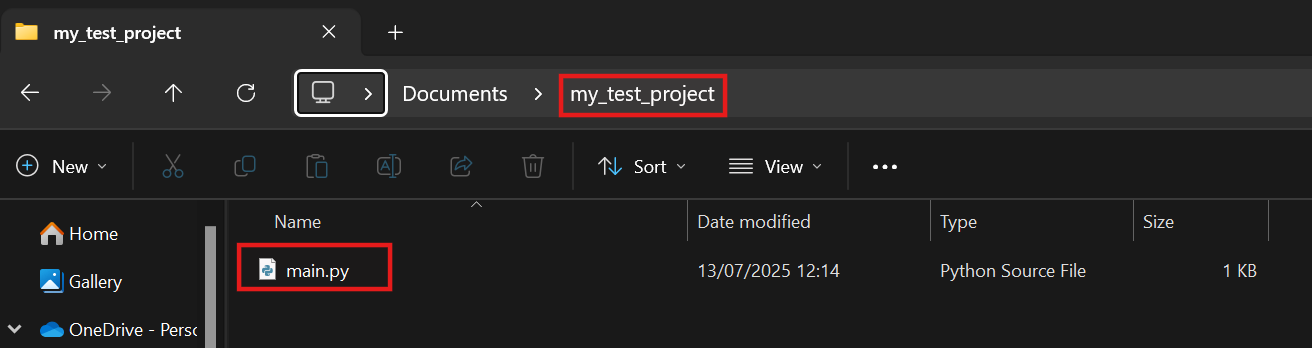 my_test_project
Documents my_test_project
New Sort View
Name Date modified Type Size
Home
main.py 13/07/2025 12:14 Python Source File 1 KB
Gallery
OneDrive - Persc